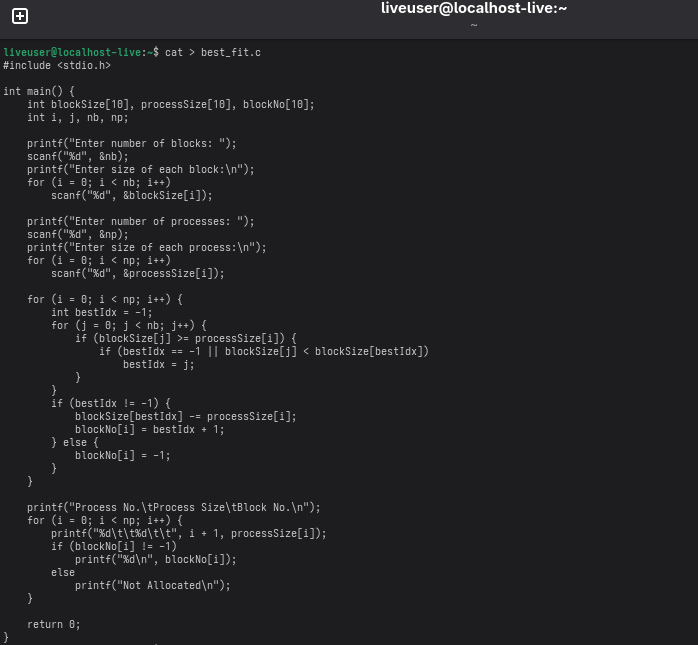 liveuser@localhost-live:~
~
liveuser@localhost-live:~$ cat > best_fit.c
#include <stdio.h>

int main() {
    int blockSize[10], processSize[10], blockNo[10];
    int i, j, nb, np;

    printf("Enter number of blocks: ");
    scanf("%d", &nb);
    printf("Enter size of each block:\n");
    for (i = 0; i < nb; i++)
        scanf("%d", &blockSize[i]);

    printf("Enter number of processes: ");
    scanf("%d", &np);
    printf("Enter size of each process:\n");
    for (i = 0; i < np; i++)
        scanf("%d", &processSize[i]);

    for (i = 0; i < np; i++) {
        int bestIdx = -1;
        for (j = 0; j < nb; j++) {
            if (blockSize[j] >= processSize[i]) {
                if (bestIdx == -1 || blockSize[j] < blockSize[bestIdx])
                    bestIdx = j;
            }
        }
        if (bestIdx != -1) {
            blockSize[bestIdx] -= processSize[i];
            blockNo[i] = bestIdx + 1;
        } else {
            blockNo[i] = -1;
        }
    }

    printf("Process No.\tProcess Size\tBlock No.\n");
    for (i = 0; i < np; i++) {
        printf("%d\t\t%d\t\t", i + 1, processSize[i]);
        if (blockNo[i] != -1)
            printf("%d\n", blockNo[i]);
        else
            printf("Not Allocated\n");
    }

    return 0;
}